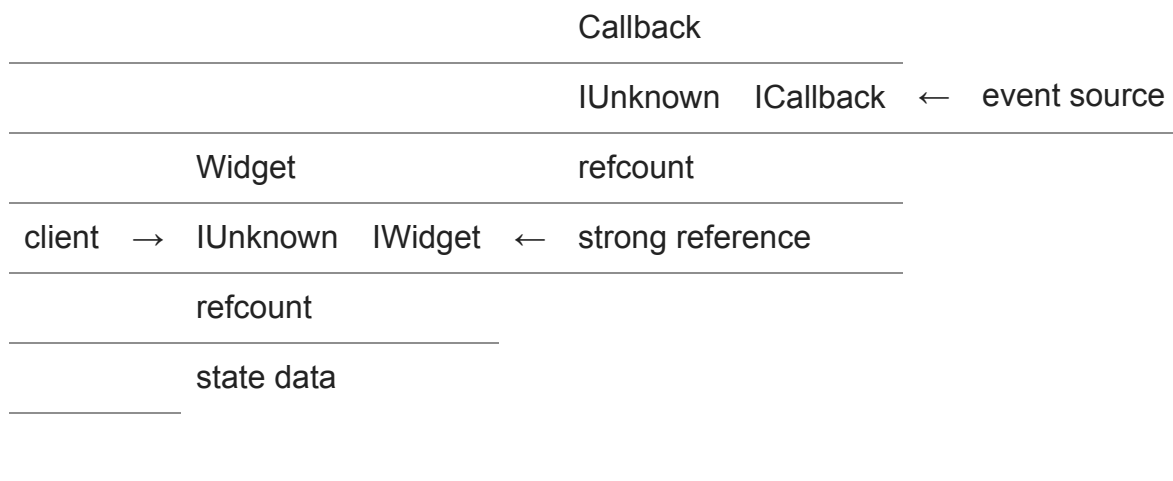 Callback
IUnknown ICallback ← event source
Widget refcount
client → IUnknown IWidget ← strong reference
refcount
state data